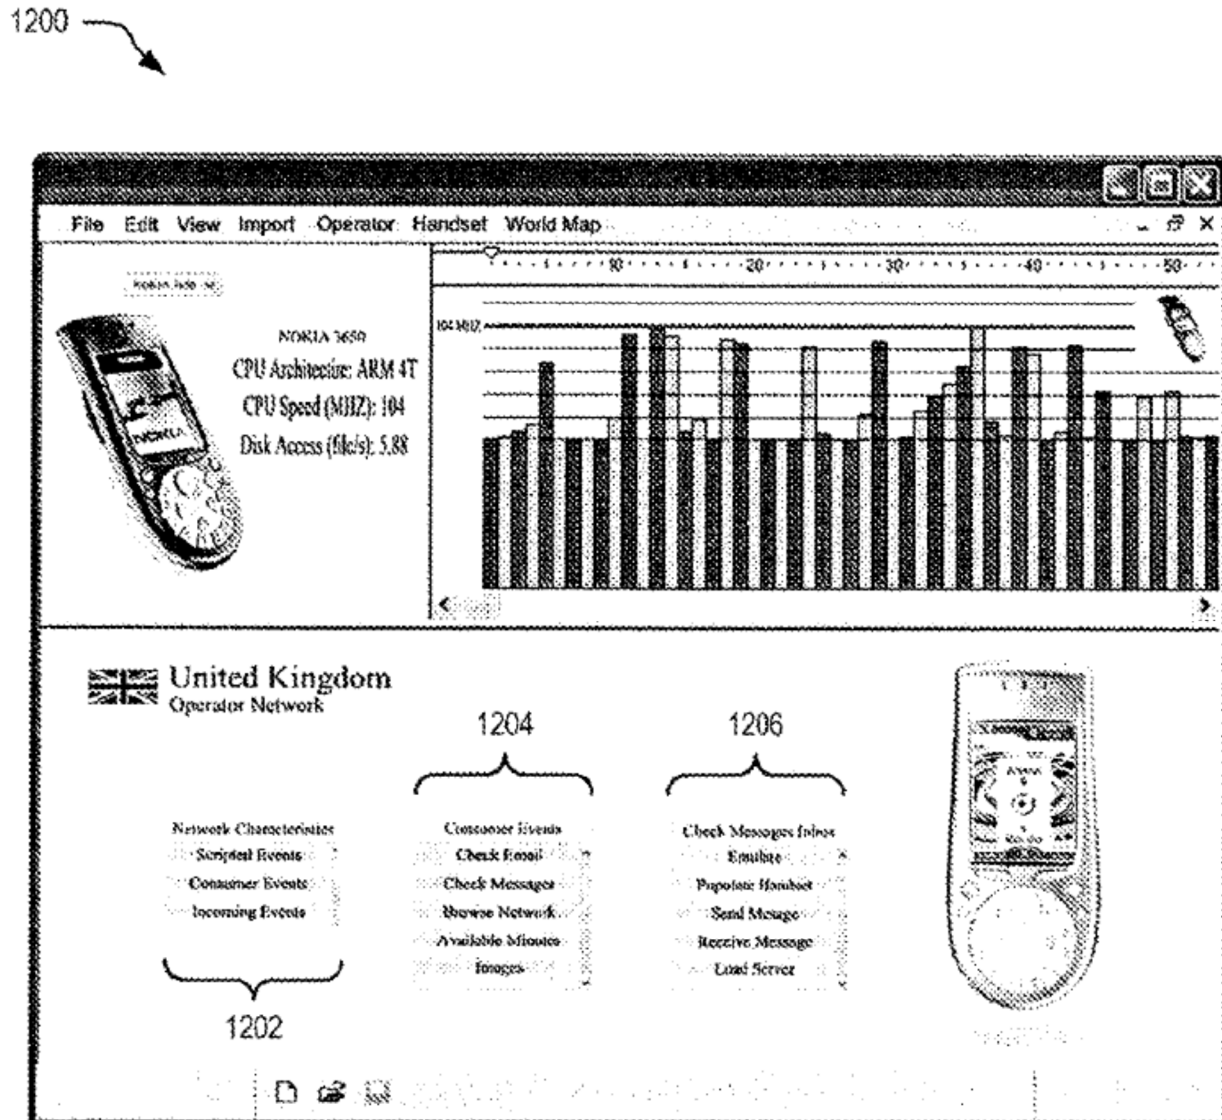 1200
File Edit View Import Operator Handset World Map
10 20 30 40 50
104 MHZ
NOKIA 3650
CPU Architecture: ARM 4T
CPU Speed (MHZ): 104
Disk Access (file/s): 5.88
NOKIA
United Kingdom
Operator Network
1204
1206
Network Characteristics
Scripted Events
Consumer Events
Incoming Events
1202
Consumer Events
Check Email
Check Messages
Browse Network
Available Minutes
Images
Check Messages Inbox
Emulate
Populate Handset
Send Message
Receive Message
Load Server